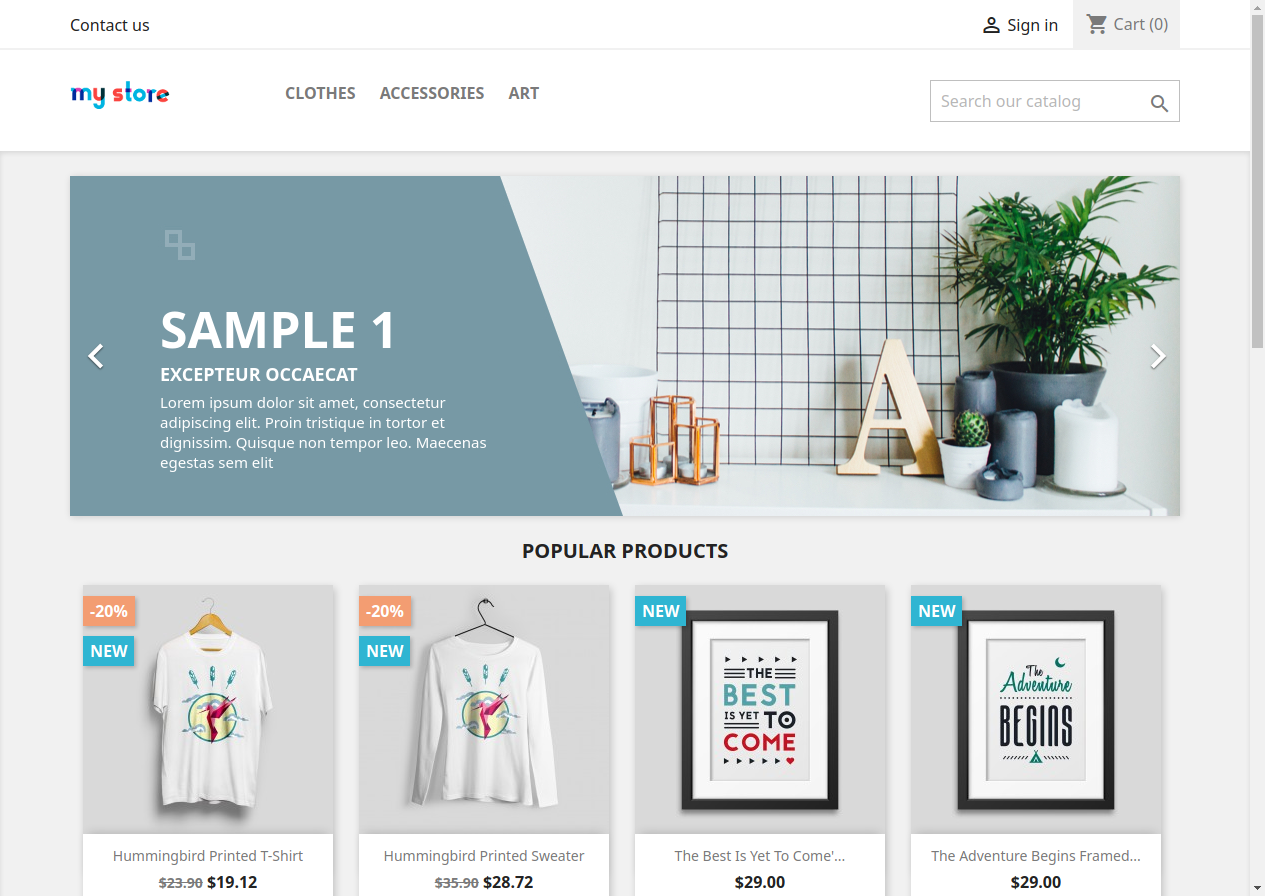 Contact us
Sign in
Cart (0)
my store
CLOTHES
ACCESSORIES
ART
Search our catalog
SAMPLE 1
EXCEPTEUR OCCAECAT
Lorem ipsum dolor sit amet, consectetur
adipiscing elit. Proin tristique in tortor et
dignissim. Quisque non tempor leo. Maecenas
egestas sem elit
A
POPULAR PRODUCTS
-20%
NEW
-20%
NEW
NEW
THE
BEST
IS YET TO
COME
NEW
The
Adventure
BEGINS
Hummingbird Printed T-Shirt
$23.90 $19.12
Hummingbird Printed Sweater
$35.90 $28.72
The Best Is Yet To Come'...
$29.00
The Adventure Begins Framed...
$29.00